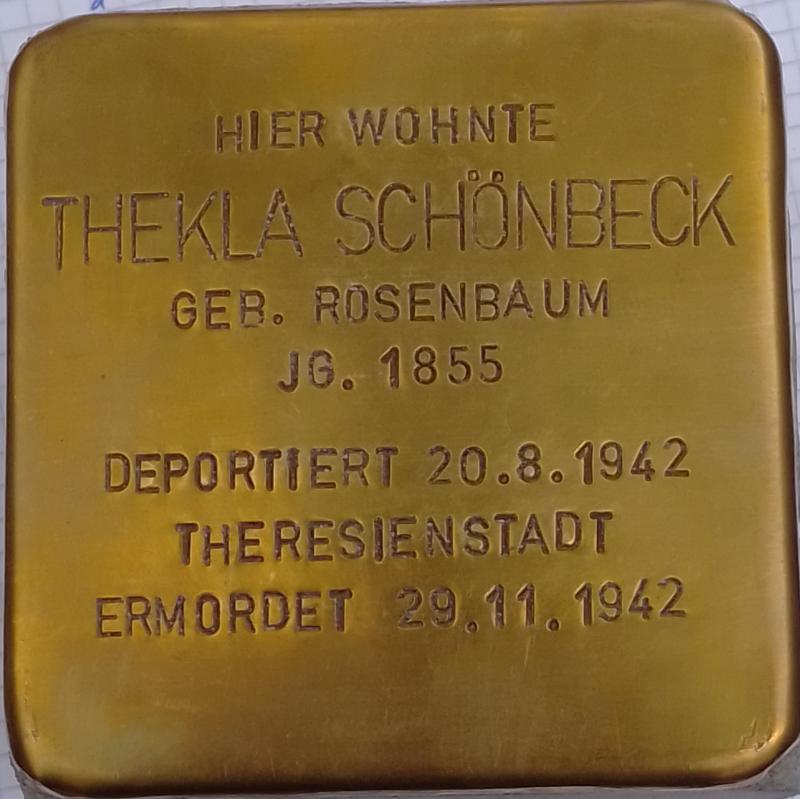 HIER WOHNTE
THEKLA SCHÖNBECK
GEB. ROSENBAUM
JG. 1855
DEPORTIERT 20.8.1942
THERESIENSTADT
ERMORDET 29.11.1942